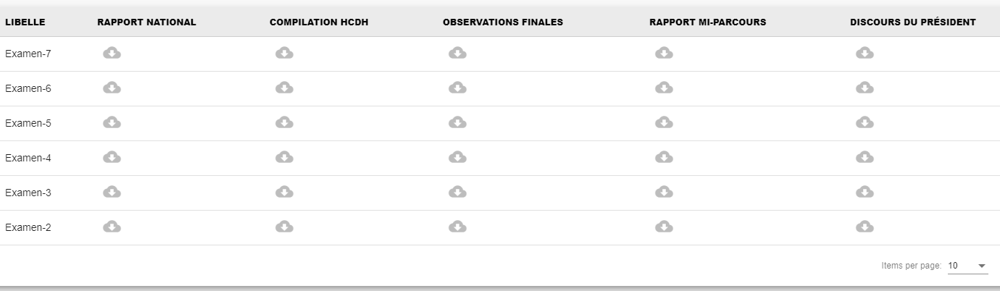 LIBELLE RAPPORT NATIONAL COMPILATION HCDH OBSERVATIONS FINALES RAPPORT MI-PARCOURS DISCOURS DU PRÉSIDENT
Examen-7
Examen-6
Examen-5
Examen-4
Examen-3
Examen-2
Items per page: 10